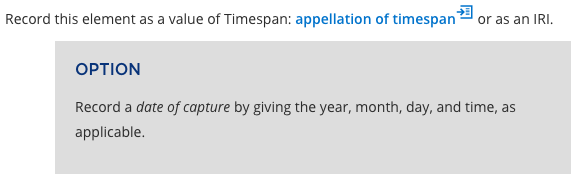 Record this element as a value of Timespan: appellation of timespan or as an IRI.
OPTION
Record a date of capture by giving the year, month, day, and time, as
applicable.